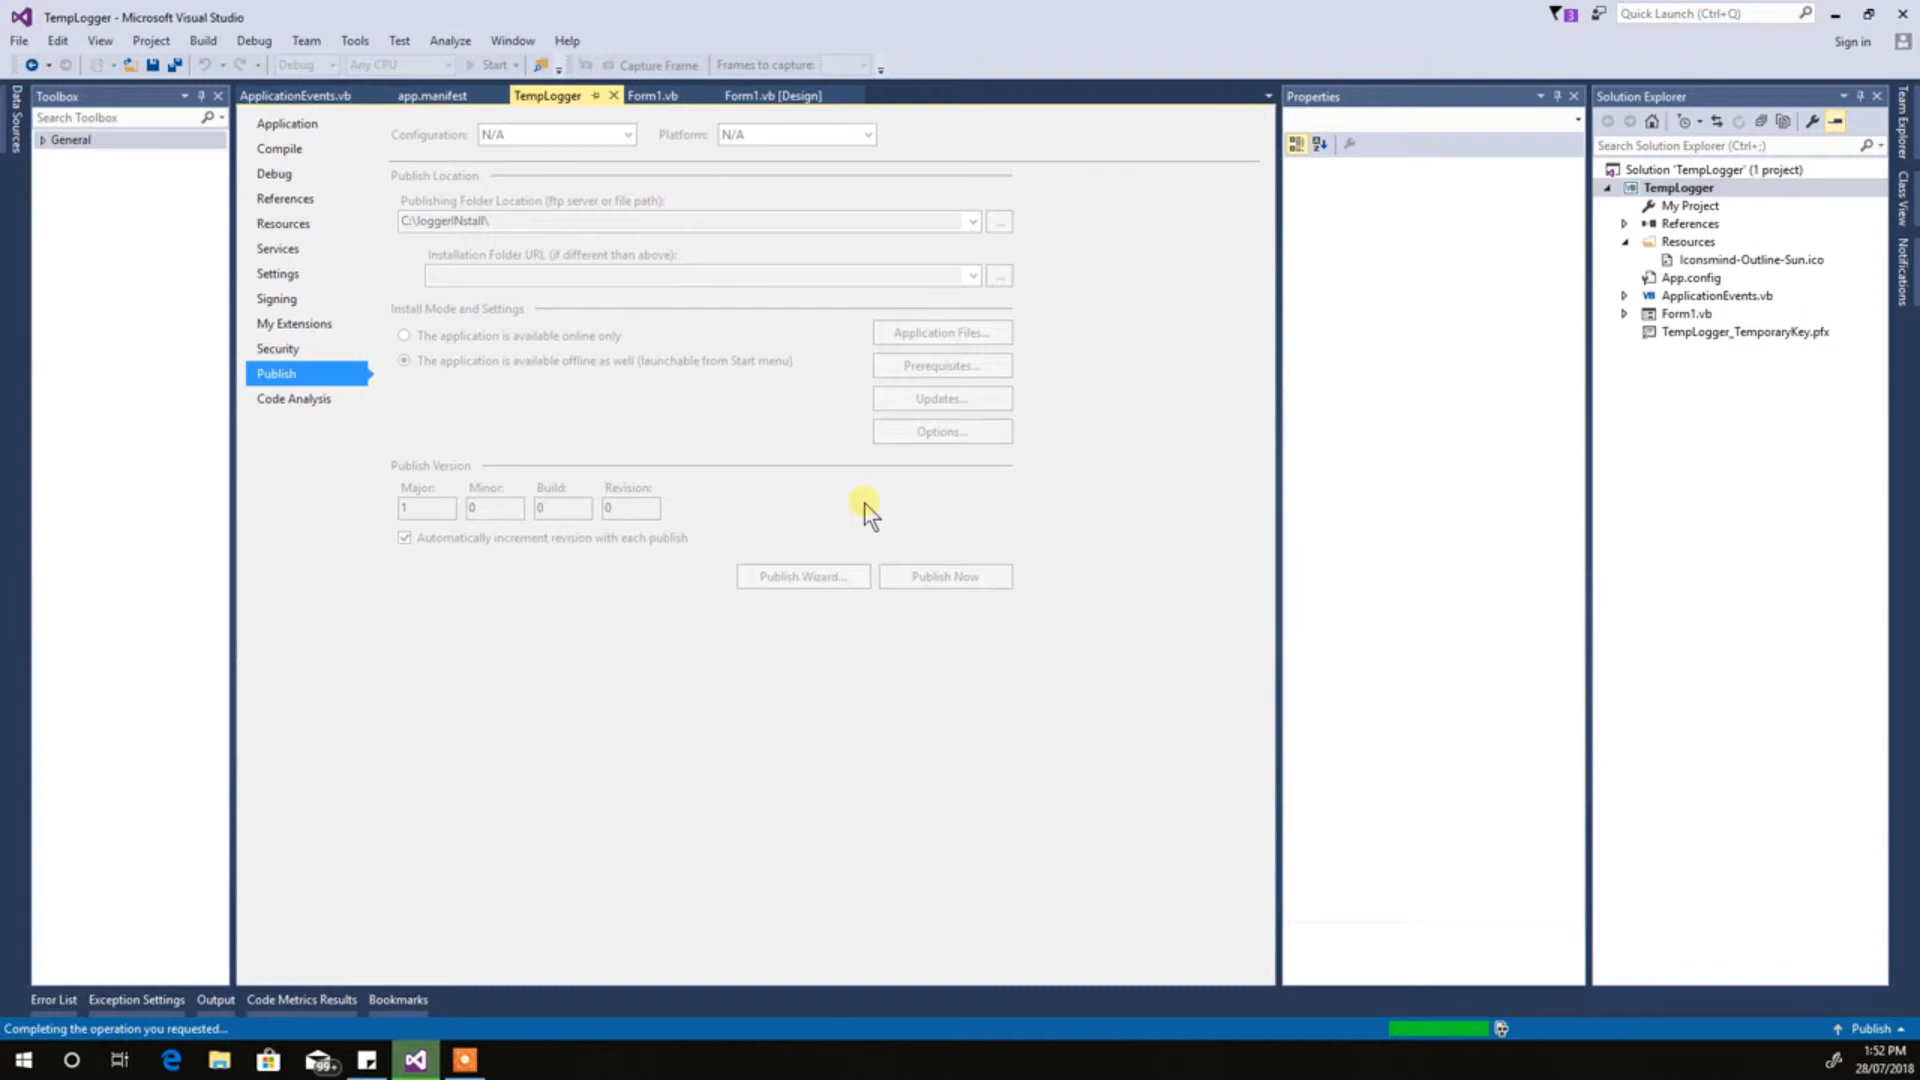 TempLogger - Microsoft Visual Studio
3
Quick Launch (Ctrl+Q)
File Edit View Project Build Debug Team Tools Test Analyze Window Help
Sign in
Debug Any CPU Start Capture Frame Frames to capture:
Data Sources
Toolbox
Search Toolbox
General
ApplicationEvents.vb app.manifest TempLogger Form1.vb Form1.vb [Design]
Application
Compile
Debug
References
Resources
Services
Settings
Signing
My Extensions
Security
Publish
Code Analysis
Configuration: N/A Platform: N/A
Publish Location
Publishing Folder Location (ftp server or file path):
C:\loggerINstall\
...
Installation Folder URL (if different than above):
...
Install Mode and Settings
The application is available online only
The application is available offline as well (launchable from Start menu)
Application Files...
Prerequisites...
Updates...
Options...
Publish Version
Major: Minor: Build: Revision:
1 0 0 0
Automatically increment revision with each publish
Publish Wizard... Publish Now
Properties
Solution Explorer
Search Solution Explorer (Ctrl+;)
Solution 'TempLogger' (1 project)
TempLogger
My Project
References
Resources
Iconsmind-Outline-Sun.ico
App.config
ApplicationEvents.vb
Form1.vb
TempLogger_TemporaryKey.pfx
Team Explorer
Class View
Notifications
Error List Exception Settings Output Code Metrics Results Bookmarks
Completing the operation you requested...
Publish
99+
1:52 PM
28/07/2018